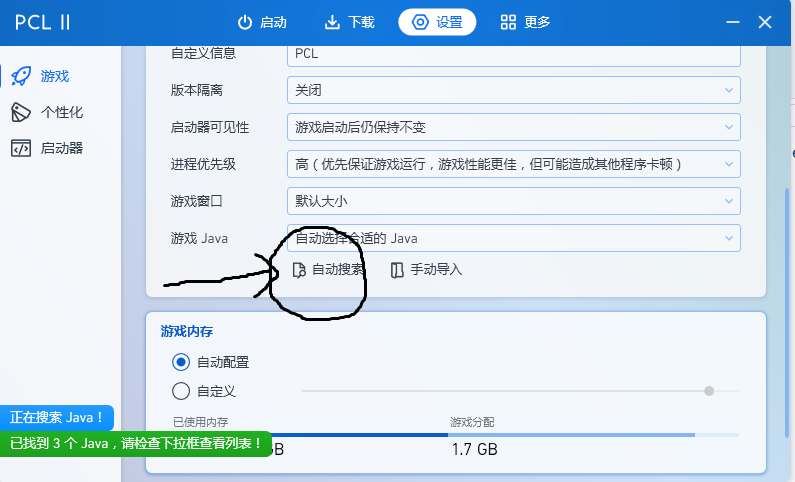 PCL II
启动 下载 设置 更多
游戏
个性化
启动器
自定义信息 PCL
版本隔离 关闭
启动器可见性 游戏启动后仍保持不变
进程优先级 高（优先保证游戏运行，游戏性能更佳，但可能造成其他程序卡顿）
游戏窗口 默认大小
游戏 Java 自动选择合适的 Java
自动搜索 手动导入
游戏内存
自动配置
自定义
已使用内存 游戏分配
GB 1.7 GB
正在搜索 Java！
已找到 3 个 Java，请检查下拉框查看列表！